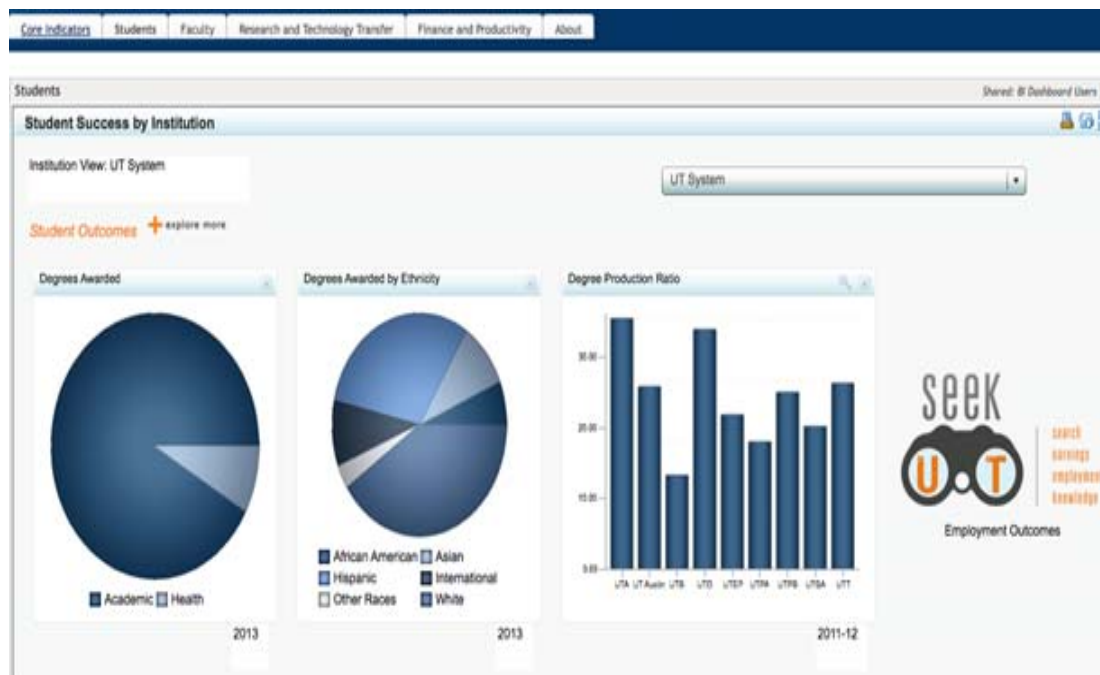 Core Indicators Students Faculty Research and Technology Transfer Finance and Productivity About
Students Shared: BI Dashboard Users
Student Success by Institution
Institution View: UT System
UT System
Student Outcomes + explore more
Degrees Awarded
Academic Health
2013
Degrees Awarded by Ethnicity
African American Asian
Hispanic International
Other Races White
2013
Degree Production Ratio
30.00
20.00
10.00
0.00
UTA UT Austin UTB UTD UTEP UTPA UTPB UTSA UTT
2011-12
seek
U T
search
earnings
employmen
knowledge
Employment Outcomes